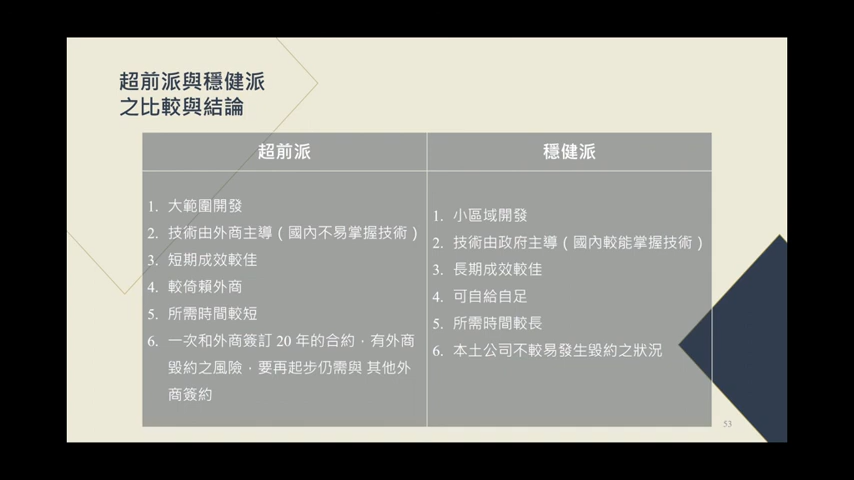 超前派與穩健派
之比較與結論
超前派
1. 大範圍開發
2. 技術由外商主導（國內不易掌握技術）
3. 短期成效較佳
4. 較倚賴外商
5. 所需時間較短
6. 一次和外商簽訂 20 年的合約，有外商
毀約之風險，要再起步仍需與 其他外
商簽約
穩健派
1. 小區域開發
2. 技術由政府主導（國內較能掌握技術）
3. 長期成效較佳
4. 可自給自足
5. 所需時間較長
6. 本土公司不較易發生毀約之狀況
53